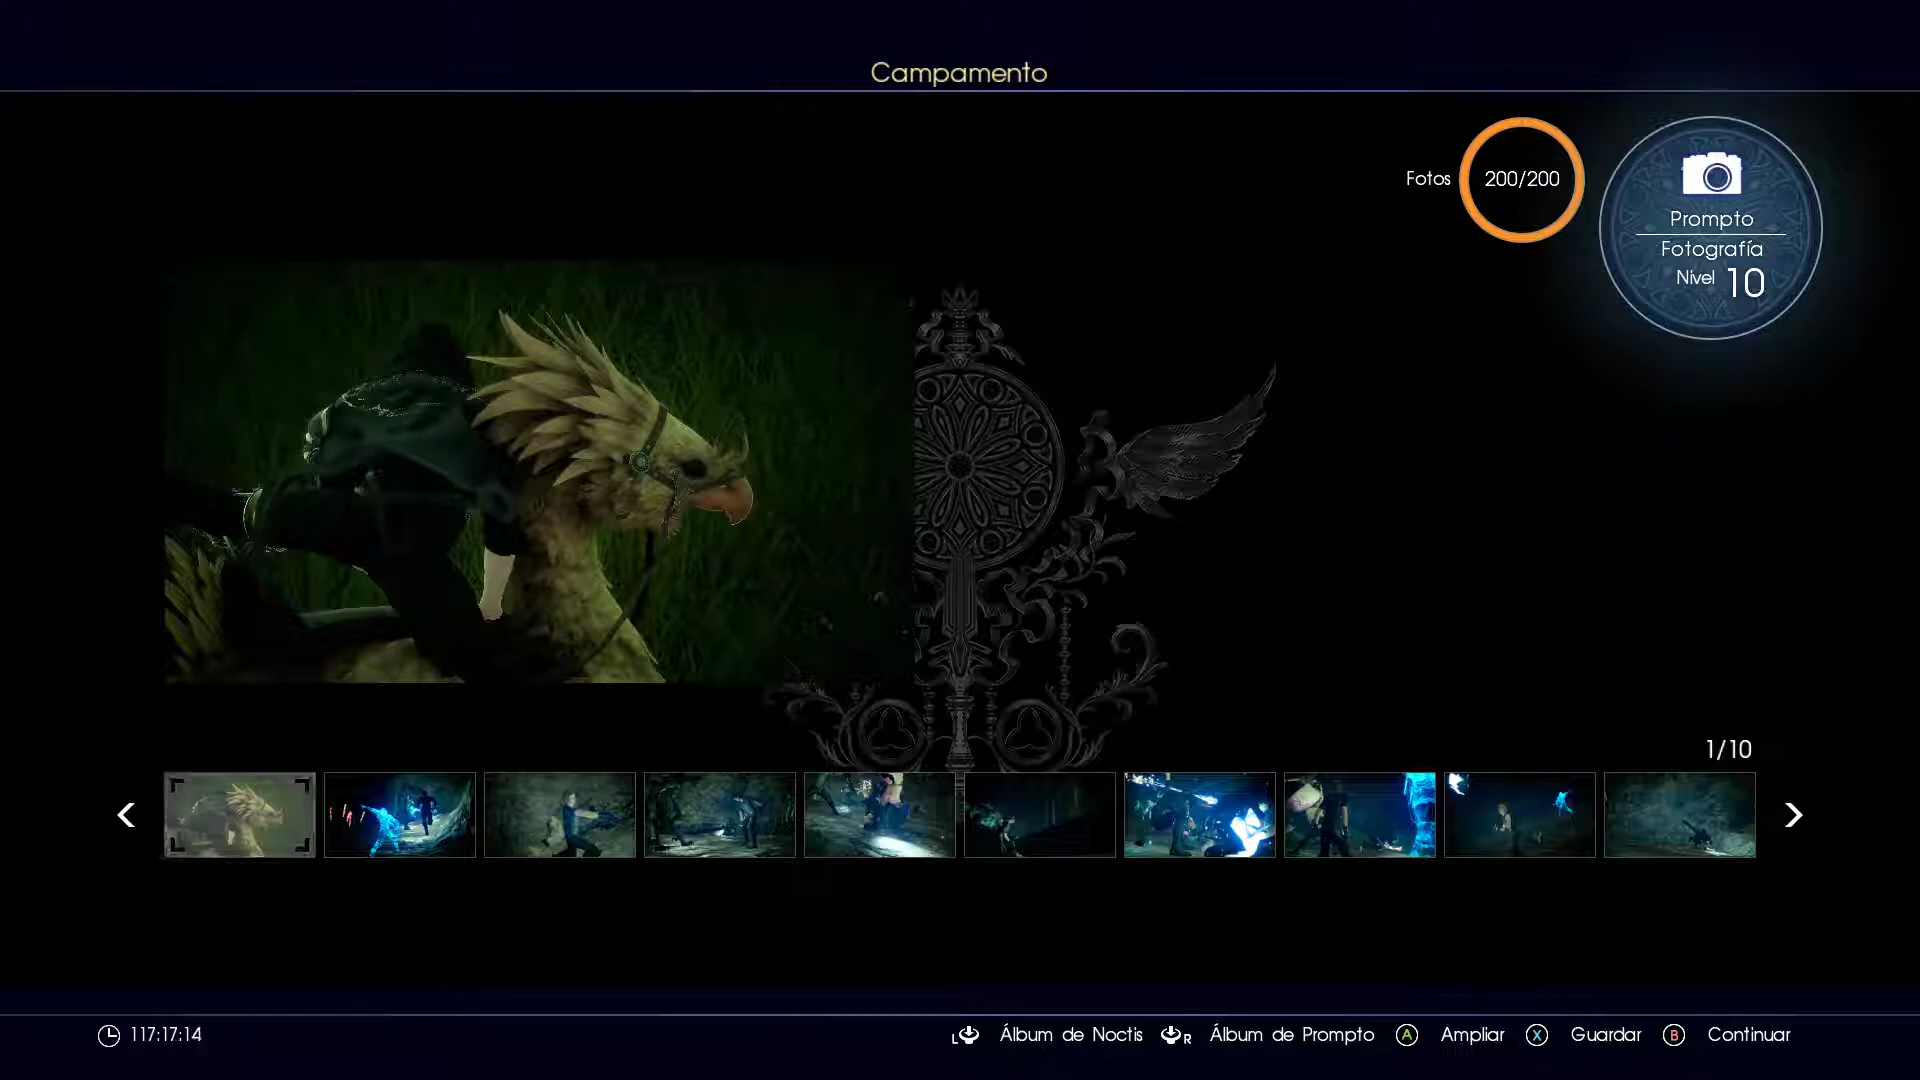 Campamento
Fotos 200/200
Prompto
Fotografía
Nivel 10
1/10
117:17:14
L Álbum de Noctis R Álbum de Prompto A Ampliar X Guardar B Continuar